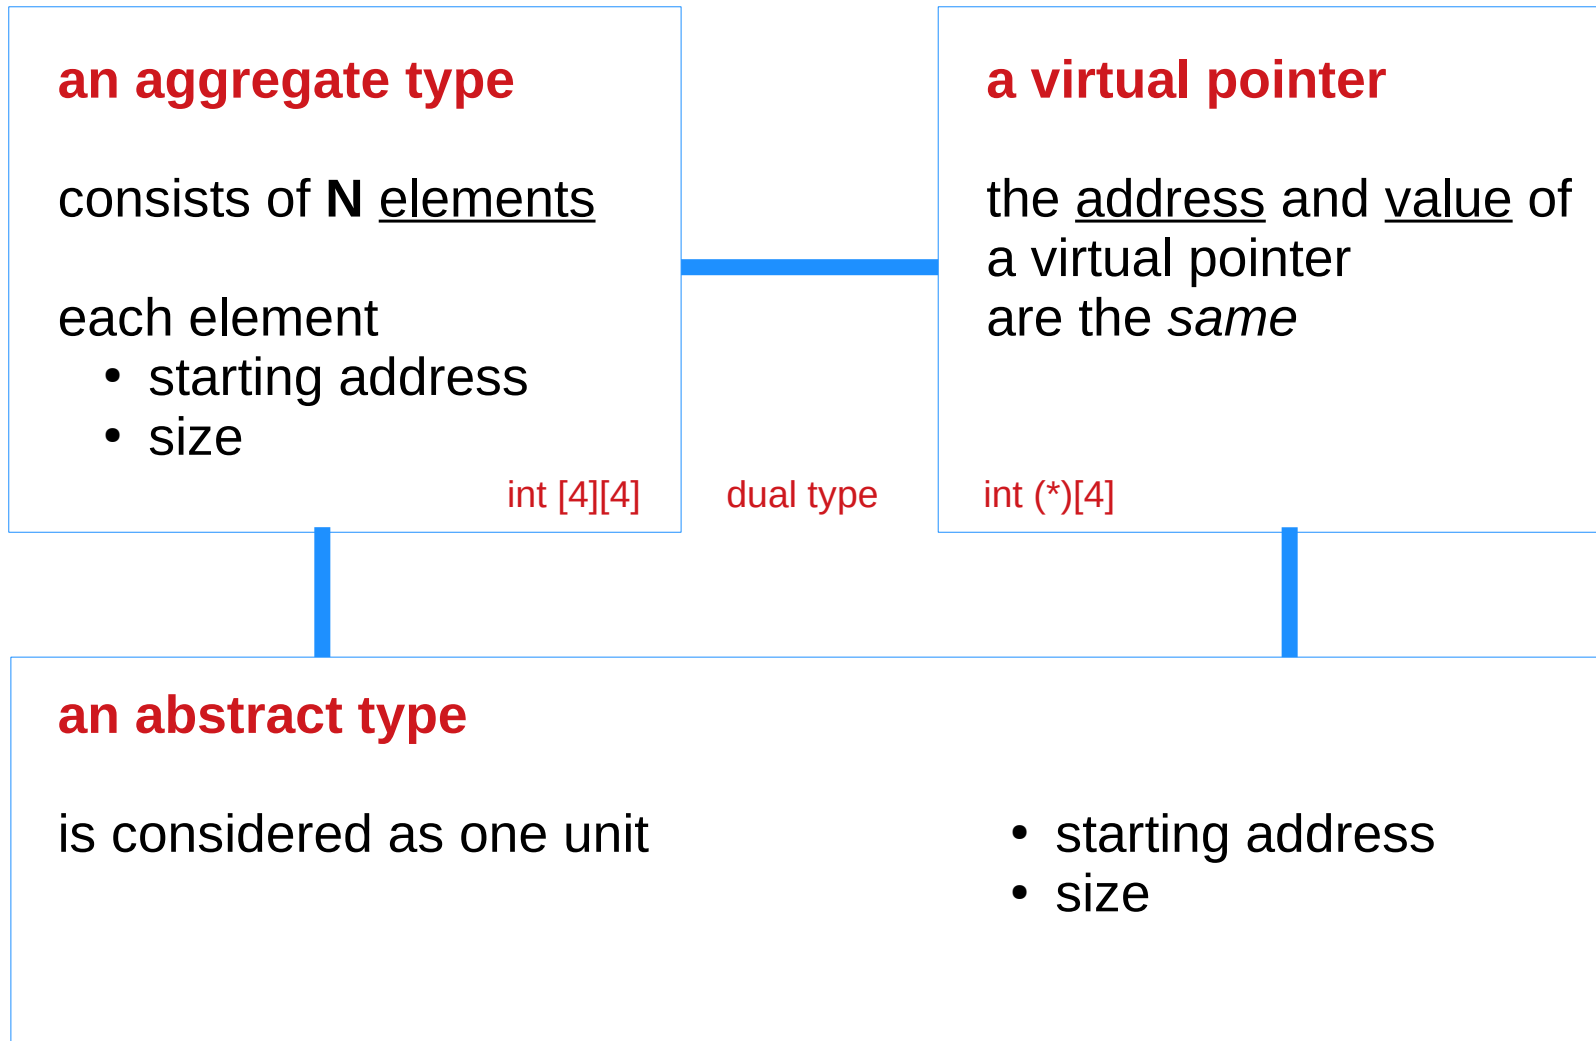 an aggregate type
consists of N elements
each element
• starting address
• size
int [4][4]
dual type
a virtual pointer
the address and value of
a virtual pointer
are the same
int (*)[4]
an abstract type
is considered as one unit
• starting address
• size